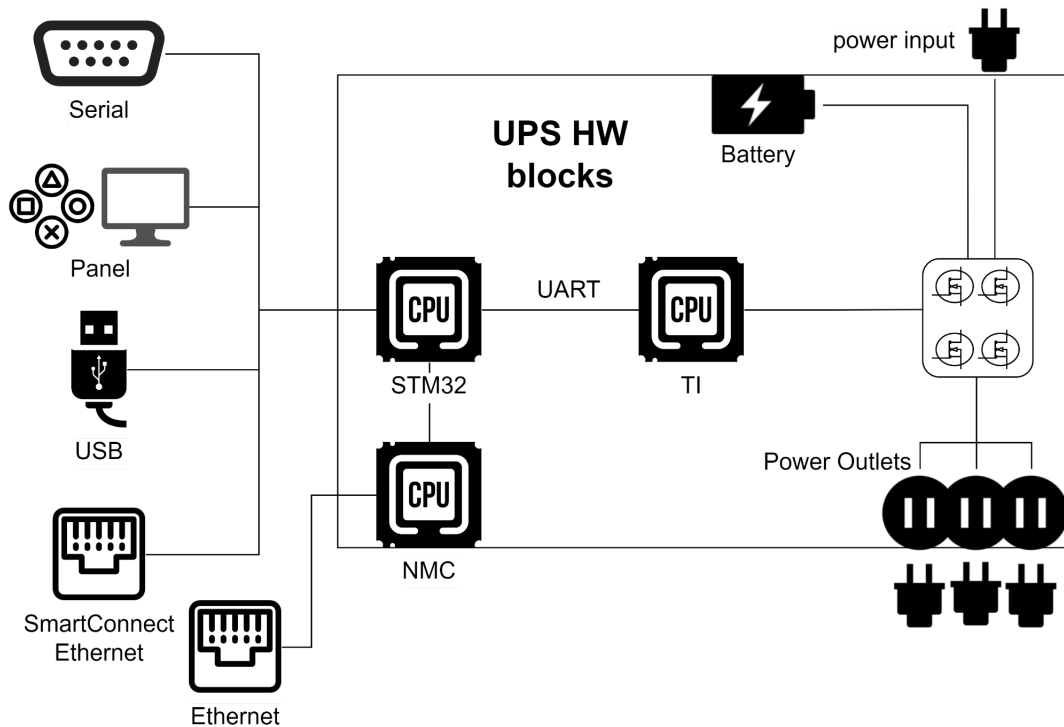 power input
Serial
UPS HW
blocks
Battery
Panel
UART
CPU
CPU
STM32
TI
USB
Power Outlets
CPU
NMC
SmartConnect
Ethernet
Ethernet